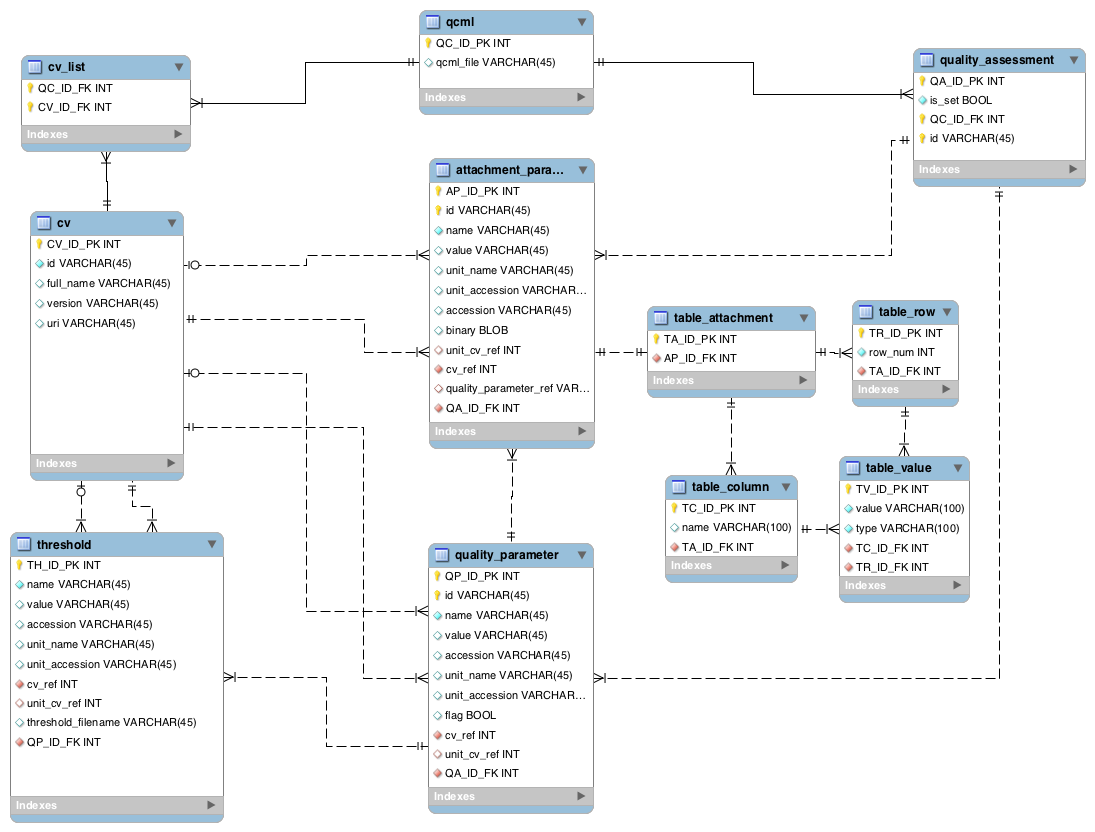 qcml
QC_ID_PK INT
qcml_file VARCHAR(45)
Indexes
cv_list
QC_ID_FK INT
CV_ID_FK INT
Indexes
quality_assessment
QA_ID_PK INT
is_set BOOL
QC_ID_FK INT
id VARCHAR(45)
Indexes
attachment_para...
AP_ID_PK INT
id VARCHAR(45)
name VARCHAR(45)
value VARCHAR(45)
unit_name VARCHAR(45)
unit_accession VARCHAR...
accession VARCHAR(45)
binary BLOB
unit_cv_ref INT
cv_ref INT
quality_parameter_ref VAR...
QA_ID_FK INT
Indexes
cv
CV_ID_PK INT
id VARCHAR(45)
full_name VARCHAR(45)
version VARCHAR(45)
uri VARCHAR(45)
Indexes
table_attachment
TA_ID_PK INT
AP_ID_FK INT
Indexes
table_row
TR_ID_PK INT
row_num INT
TA_ID_FK INT
Indexes
table_column
TC_ID_PK INT
name VARCHAR(100)
TA_ID_FK INT
Indexes
table_value
TV_ID_PK INT
value VARCHAR(100)
type VARCHAR(100)
TC_ID_FK INT
TR_ID_FK INT
Indexes
threshold
TH_ID_PK INT
name VARCHAR(45)
value VARCHAR(45)
accession VARCHAR(45)
unit_name VARCHAR(45)
unit_accession VARCHAR(45)
cv_ref INT
unit_cv_ref INT
threshold_filename VARCHAR(45)
QP_ID_FK INT
Indexes
quality_parameter
QP_ID_PK INT
id VARCHAR(45)
name VARCHAR(45)
value VARCHAR(45)
accession VARCHAR(45)
unit_name VARCHAR(45)
unit_accession VARCHAR...
flag BOOL
cv_ref INT
unit_cv_ref INT
QA_ID_FK INT
Indexes